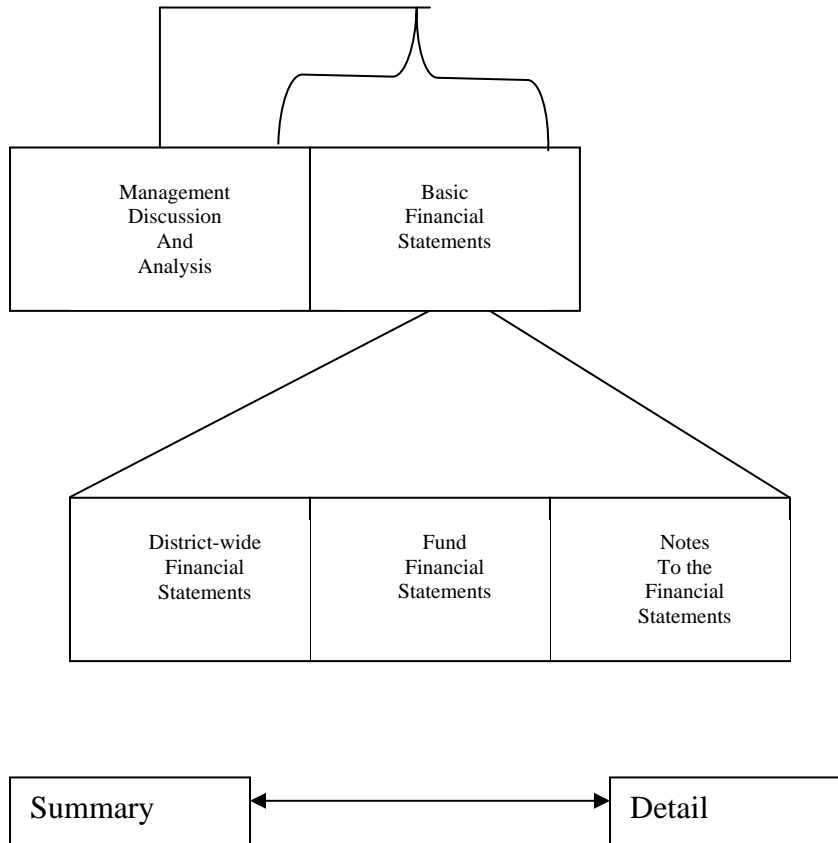 Management
Discussion
And
Analysis
Basic
Financial
Statements
District-wide
Financial
Statements
Fund
Financial
Statements
Notes
To the
Financial
Statements
Summary
Detail